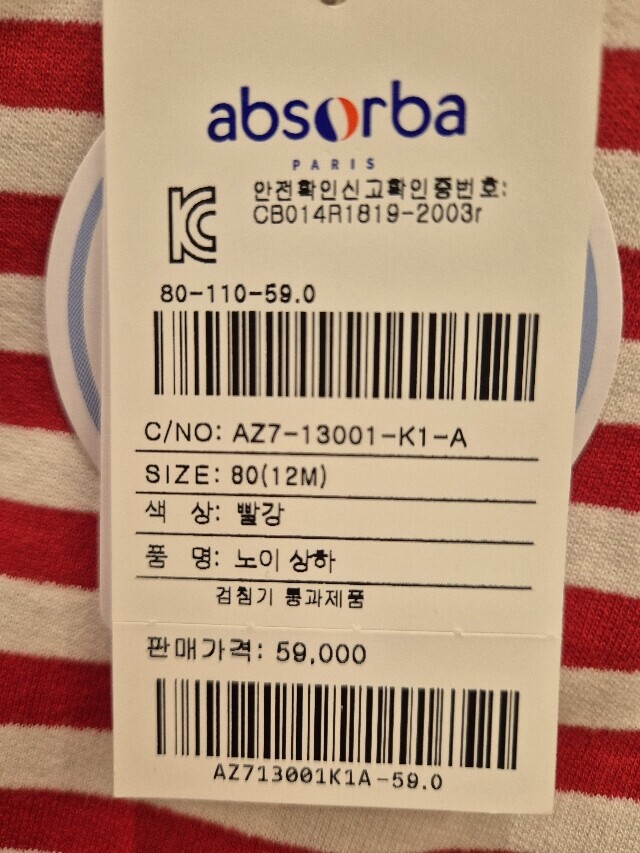 absorba
PARIS
안전확인신고확인증번호:
CB014R1819-2003r
80-110-59.0
C/NO: AZ7-13001-K1-A
SIZE: 80(12M)
색 상: 빨강
품 명: 노이 상하
검침기 통과제품
판매가격: 59,000
AZ713001K1A-59.0